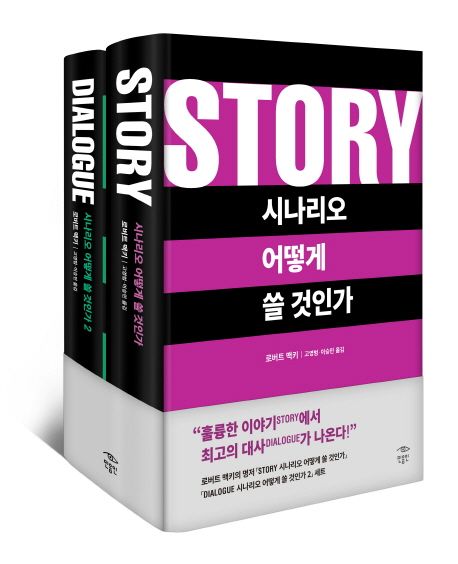 DIALOGUE
시나리오 어떻게 쓸 것인가 2
로버트 맥키 | 고영범·이승민 옮김
STORY
시나리오 어떻게 쓸 것인가
로버트 맥키 | 고영범·이승민 옮김
STORY
시나리오
어떻게
쓸 것인가
로버트 맥키 | 고영범·이승민 옮김
“훌륭한 이야기STORY에서
최고의 대사DIALOGUE가 나온다!”
로버트 맥키의 명저 「STORY 시나리오 어떻게 쓸 것인가」
「DIALOGUE 시나리오 어떻게 쓸 것인가 2」 세트
민음인